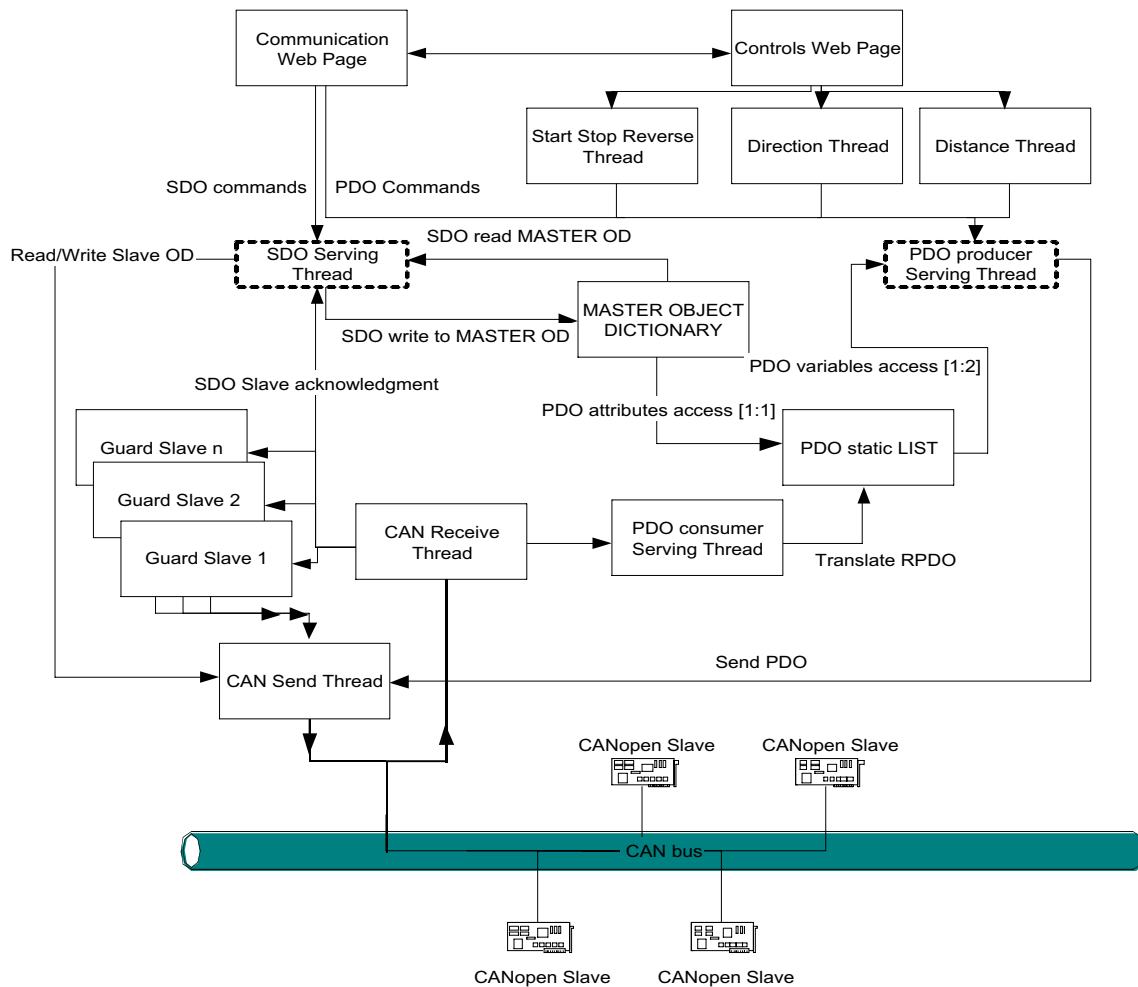 Communication
Web Page
Controls Web Page
Start Stop Reverse
Thread
Direction Thread
Distance Thread
SDO commands
PDO Commands
Read/Write Slave OD
SDO Serving
Thread
SDO read MASTER OD
PDO producer
Serving Thread
MASTER OBJECT
DICTIONARY
SDO write to MASTER OD
PDO variables access [1:2]
SDO Slave acknowledgment
PDO attributes access [1:1]
Guard Slave n
PDO static LIST
Guard Slave 2
CAN Receive
Thread
PDO consumer
Serving Thread
Guard Slave 1
Translate RPDO
Send PDO
CAN Send Thread
CANopen Slave
CANopen Slave
CAN bus
CANopen Slave
CANopen Slave